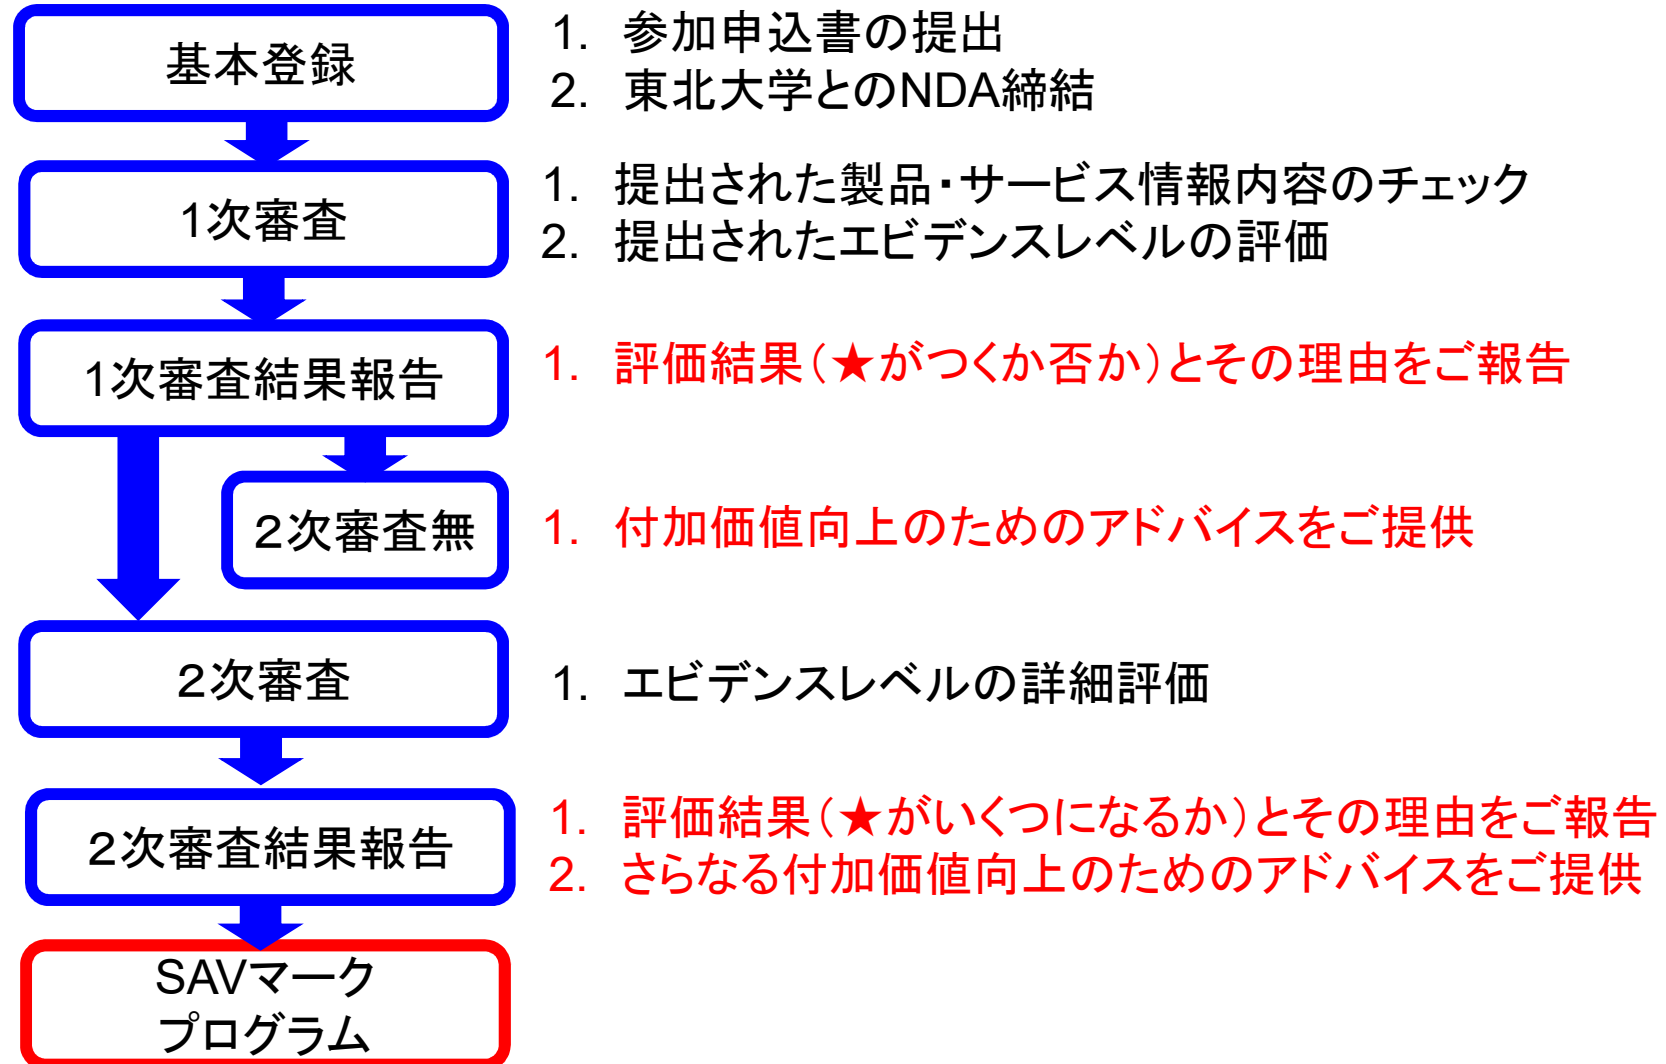 基本登録
1. 参加申込書の提出
2. 東北大学とのNDA締結
1次審査
1. 提出された製品・サービス情報内容のチェック
2. 提出されたエビデンスレベルの評価
1次審査結果報告
1. 評価結果（★がつくか否か）とその理由をご報告
２次審査無
1. 付加価値向上のためのアドバイスをご提供
２次審査
1. エビデンスレベルの詳細評価
２次審査結果報告
1. 評価結果（★がいくつになるか）とその理由をご報告
2. さらなる付加価値向上のためのアドバイスをご提供
SAVマーク
プログラム